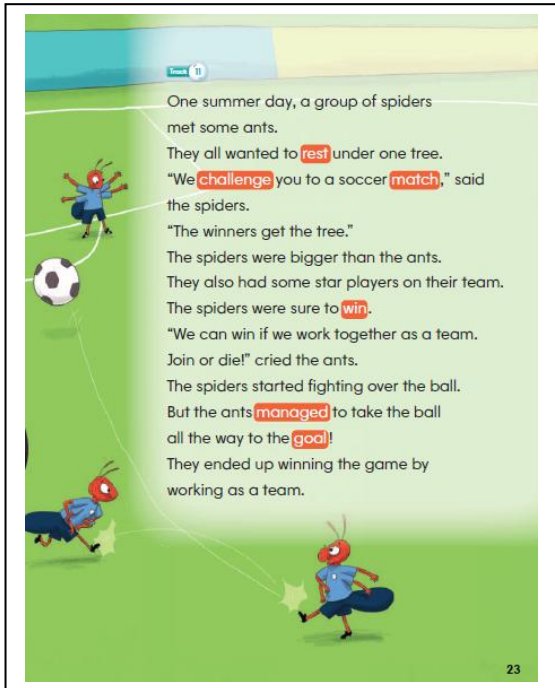 Track 11
One summer day, a group of spiders
met some ants.
They all wanted to rest under one tree.
“We challenge you to a soccer match,” said
the spiders.
“The winners get the tree.”
The spiders were bigger than the ants.
They also had some star players on their team.
The spiders were sure to win.
“We can win if we work together as a team.
Join or die!” cried the ants.
The spiders started fighting over the ball.
But the ants managed to take the ball
all the way to the goal!
They ended up winning the game by
working as a team.
23